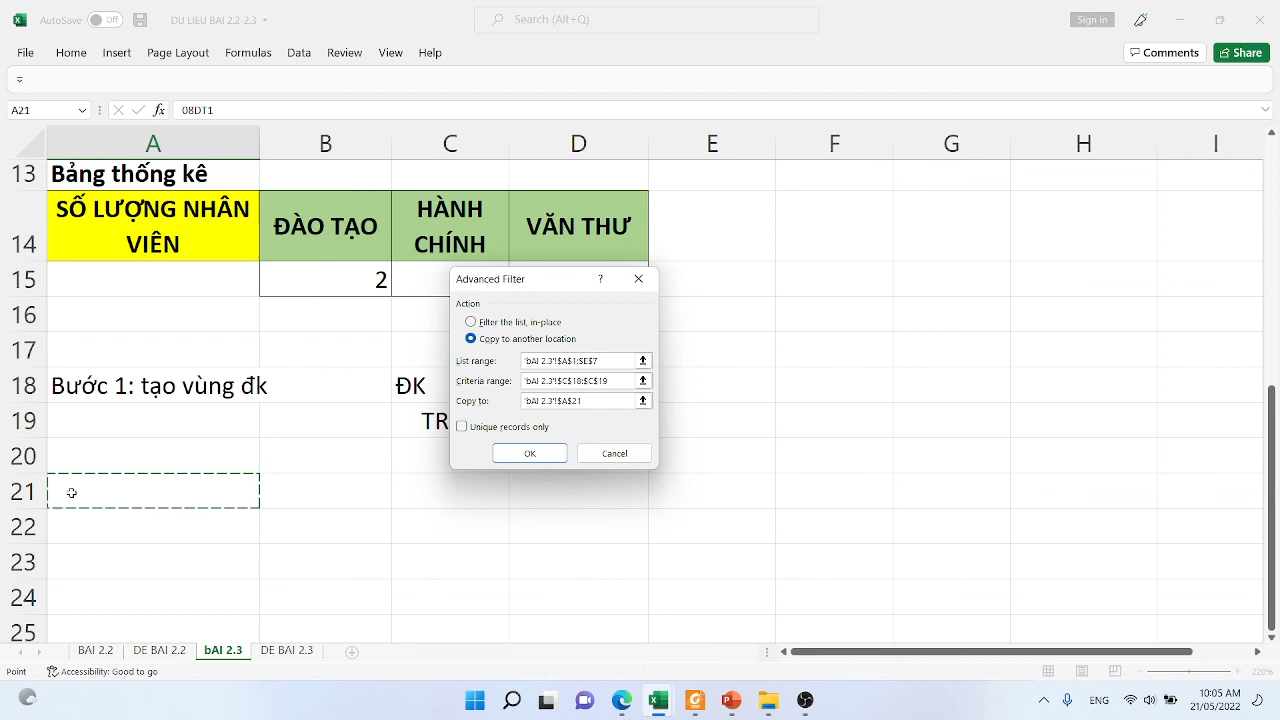 AutoSave Off DU LIEU BAI 2.2-2.3 Search (Alt+Q) Sign in
File Home Insert Page Layout Formulas Data Review View Help Comments Share
A21 fx 08DT1
A B C D E F G H I
13 Bảng thống kê
14 SỐ LƯỢNG NHÂN VIÊN ĐÀO TẠO HÀNH CHÍNH VĂN THƯ
15 2
16
17
18 Bước 1: tạo vùng đk ĐK
19 TR
20
21
22
23
24
25
Advanced Filter ?
Action
Filter the list, in-place
Copy to another location
List range: 'bAI 2.3'!$A$1:$E$7
Criteria range: 'bAI 2.3'!$C$18:$C$19
Copy to: 'bAI 2.3'!$A$21
Unique records only
OK Cancel
BAI 2.2 DE BAI 2.2 bAI 2.3 DE BAI 2.3
Point Accessibility: Good to go 220%
ENG 10:05 AM
21/05/2022